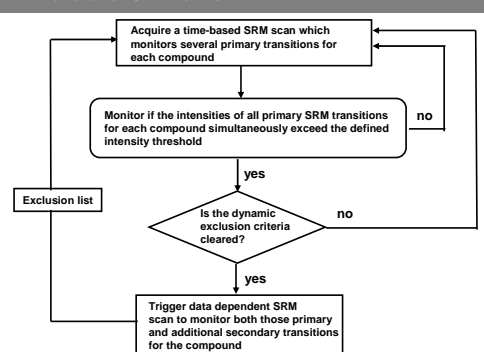 Acquire a time-based SRM scan which
monitors several primary transitions for
each compound
Monitor if the intensities of all primary SRM transitions
for each compound simultaneously exceed the defined
intensity threshold
no
yes
Exclusion list
Is the dynamic
exclusion criteria
cleared?
no
yes
Trigger data dependent SRM
scan to monitor both those primary
and additional secondary transitions
for the compound